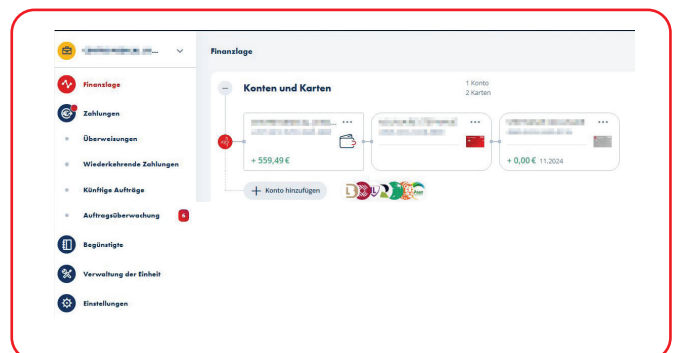 Finanzlage
Finanzlage
Zahlungen
Überweisungen
Wiederkehrende Zahlungen
Künftige Aufträge
Auftragsüberwachung 6
Begünstigte
Verwaltung der Einheit
Einstellungen
Konten und Karten
1 Konto
2 Karten
+ 559,49 €
+ 0,00 € 11.2024
+ Konto hinzufügen